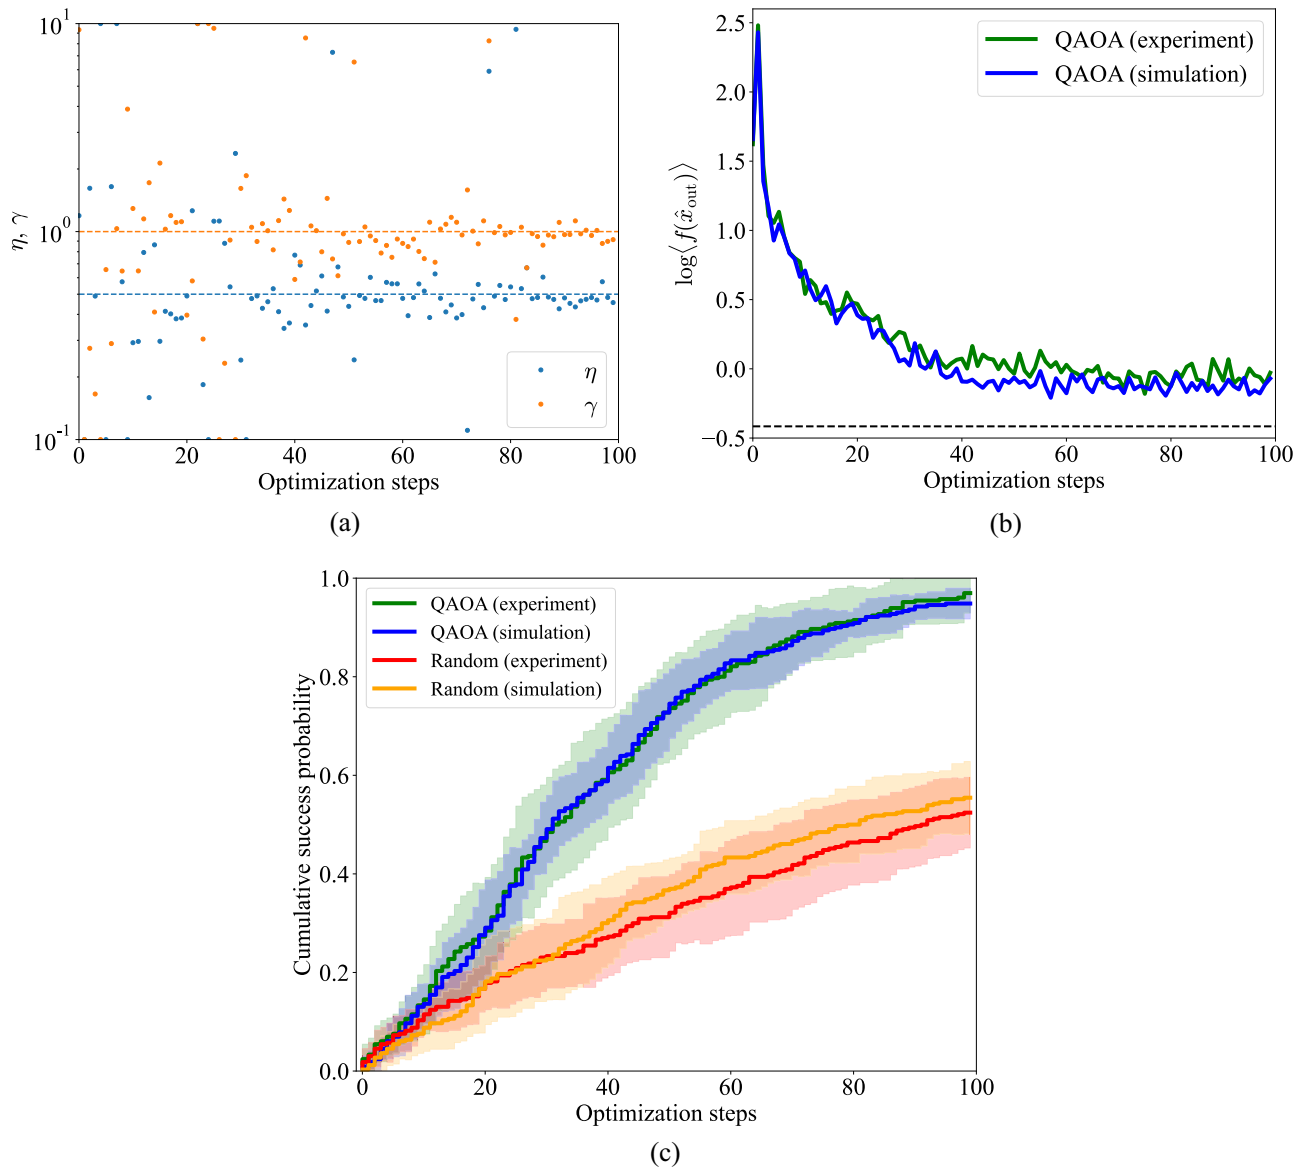 10^1
10^0
10^-1
η, γ
η
γ
0 20 40 60 80 100
Optimization steps
(a)
2.5
2.0
1.5
1.0
0.5
0.0
−0.5
log⟨f(x̂_out)⟩
QAOA (experiment)
QAOA (simulation)
0 20 40 60 80 100
Optimization steps
(b)
1.0
0.8
0.6
0.4
0.2
0.0
Cumulative success probability
QAOA (experiment)
QAOA (simulation)
Random (experiment)
Random (simulation)
0 20 40 60 80 100
Optimization steps
(c)